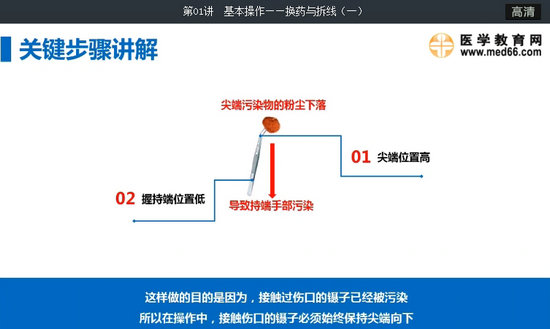 第01讲 基本操作——换药与拆线（一）
高清
关键步骤讲解
医学教育网
www.med66.com
尖端污染物的粉尘下落
01 尖端位置高
02 握持端位置低
导致持端手部污染
这样做的目的是因为，接触过伤口的镊子已经被污染
所以在操作中，接触伤口的镊子必须始终保持尖端向下